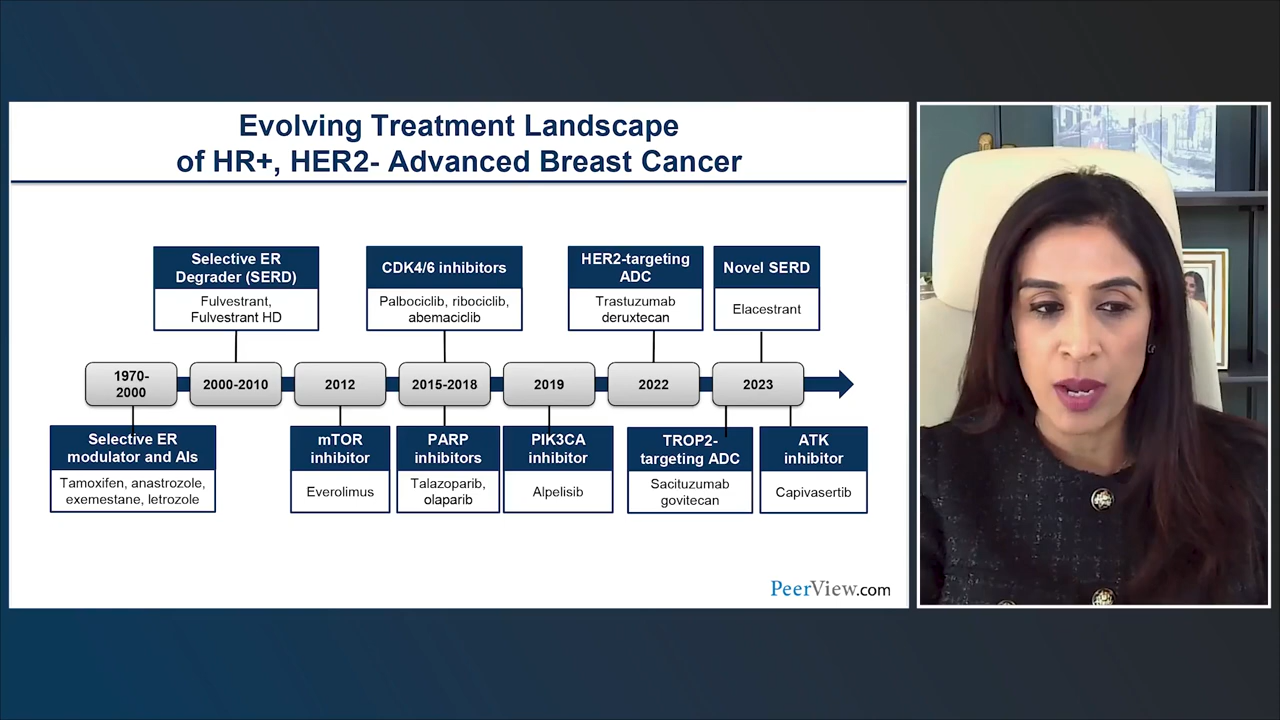 Evolving Treatment Landscape
of HR+, HER2- Advanced Breast Cancer
Selective ER
Degrader (SERD)
Fulvestrant,
Fulvestrant HD
CDK4/6 inhibitors
Palbociclib, ribociclib,
abemaciclib
HER2-targeting
ADC
Trastuzumab
deruxtecan
Novel SERD
Elacestrant
1970-
2000
2000-2010
2012
2015-2018
2019
2022
2023
Selective ER
modulator and AIs
Tamoxifen, anastrozole,
exemestane, letrozole
mTOR
inhibitor
Everolimus
PARP
inhibitors
Talazoparib,
olaparib
PIK3CA
inhibitor
Alpelisib
TROP2-
targeting ADC
Sacituzumab
govitecan
ATK
inhibitor
Capivasertib
PeerView.com